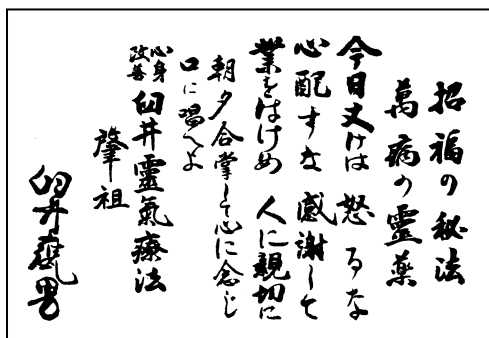 招福の秘法
萬病の霊薬
今日丈けは 怒るな
心配すな 感謝して
業をはけめ 人に親切に
朝夕合掌して心に念じ
口に唱へよ
心身
改善 臼井靈氣療法
肇祖
臼井甕男